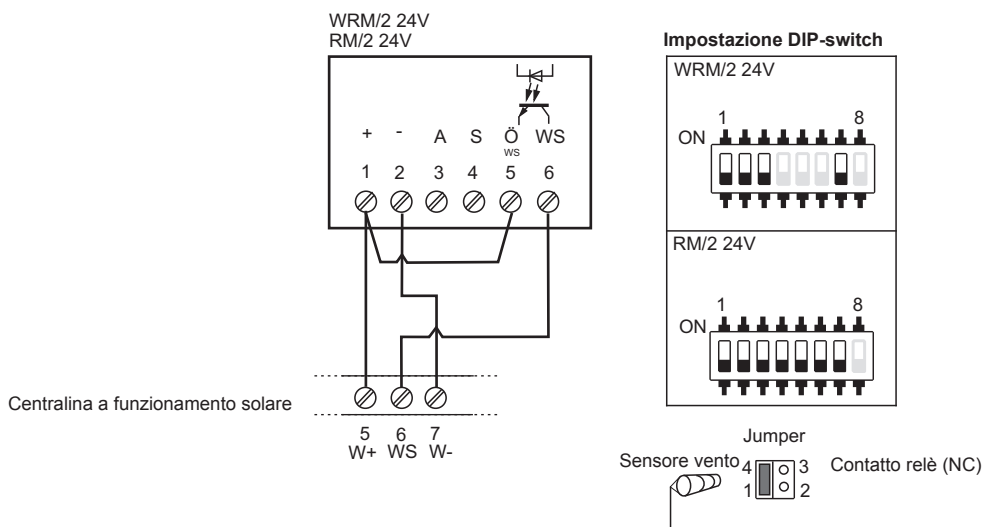 WRM/2 24V
RM/2 24V
+ - A S Ö WS
ws
1 2 3 4 5 6
Centralina a funzionamento solare
5 6 7
W+ WS W-
Impostazione DIP-switch
WRM/2 24V
1 8
ON
RM/2 24V
1 8
ON
Jumper
Sensore vento 4 3 Contatto relè (NC)
1 2